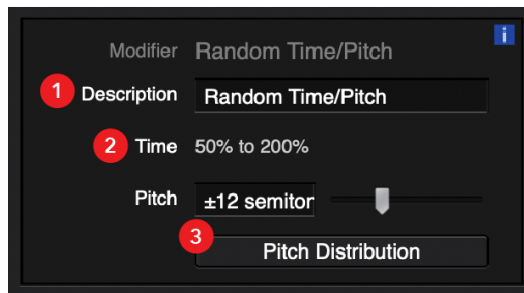 i
Modifier Random Time/Pitch
1 Description Random Time/Pitch
2 Time 50% to 200%
Pitch ±12 semitor
3 Pitch Distribution